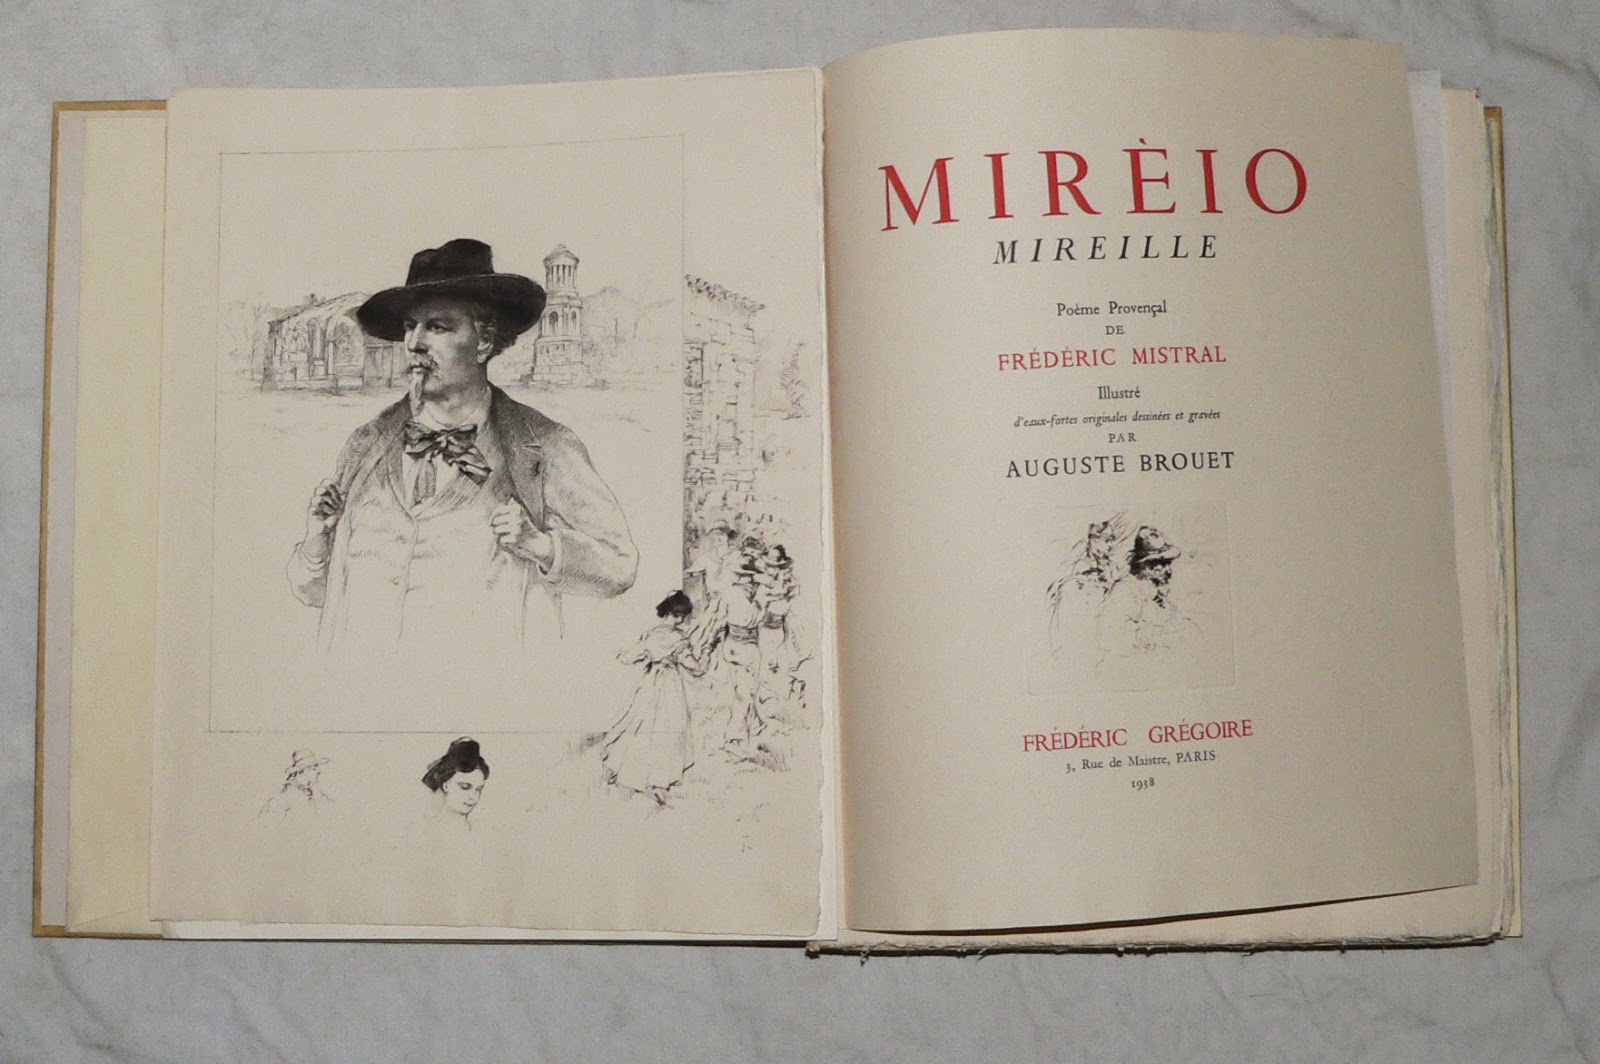 MIRÈIO
MIREILLE
Poème Provençal
DE
FRÉDÉRIC MISTRAL
Illustré
d'eaux-fortes originales dessinées et gravées
PAR
AUGUSTE BROUET
FRÉDÉRIC GRÉGOIRE
3, Rue de Maistre, PARIS
1938